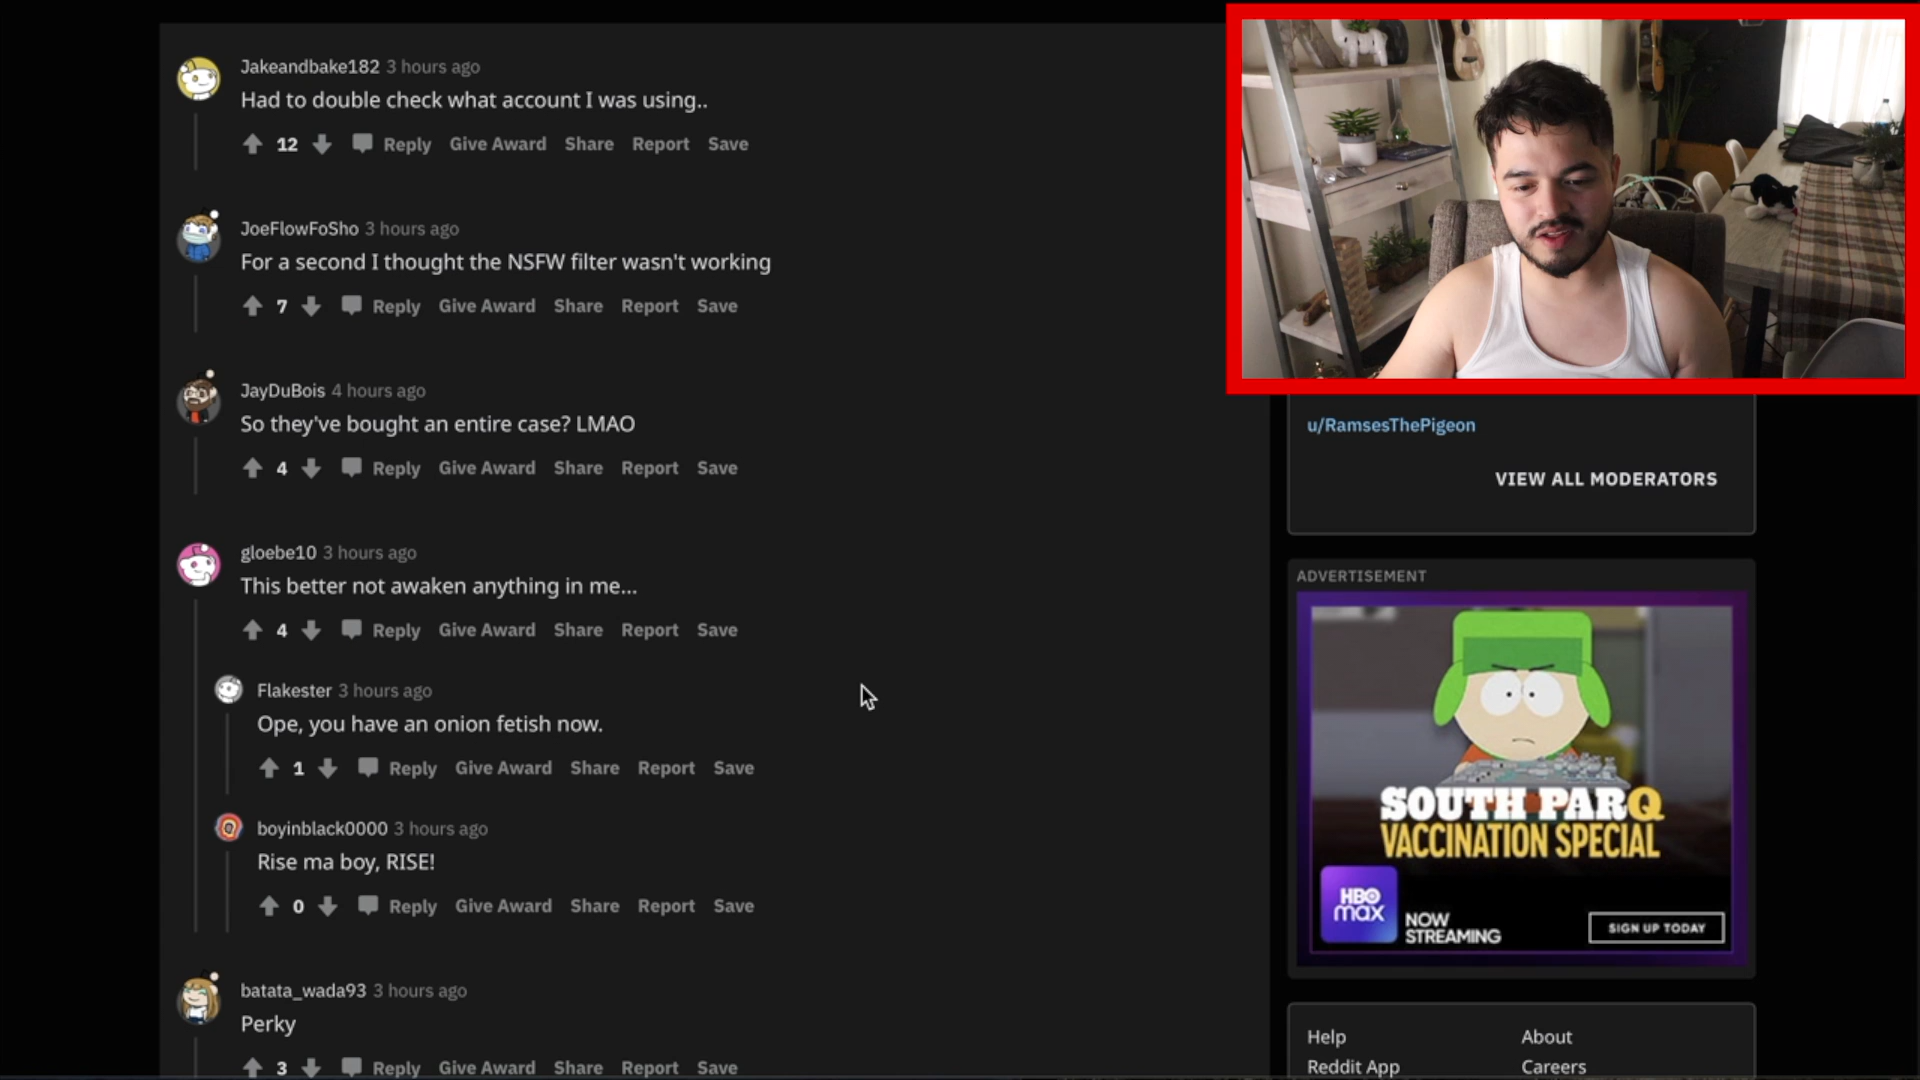 Jakeandbake182 3 hours ago
Had to double check what account I was using..
12 Reply Give Award Share Report Save
JoeFlowFoSho 3 hours ago
For a second I thought the NSFW filter wasn't working
7 Reply Give Award Share Report Save
JayDuBois 4 hours ago
So they've bought an entire case? LMAO
4 Reply Give Award Share Report Save
gloebe10 3 hours ago
This better not awaken anything in me...
4 Reply Give Award Share Report Save
Flakester 3 hours ago
Ope, you have an onion fetish now.
1 Reply Give Award Share Report Save
boyinblack0000 3 hours ago
Rise ma boy, RISE!
0 Reply Give Award Share Report Save
batata_wada93 3 hours ago
Perky
3 Reply Give Award Share Report Save
u/RamsesThePigeon
VIEW ALL MODERATORS
ADVERTISEMENT
SOUTH PARQ
VACCINATION SPECIAL
HBO
max
NOW
STREAMING
SIGN UP TODAY
Help About
Reddit App Careers